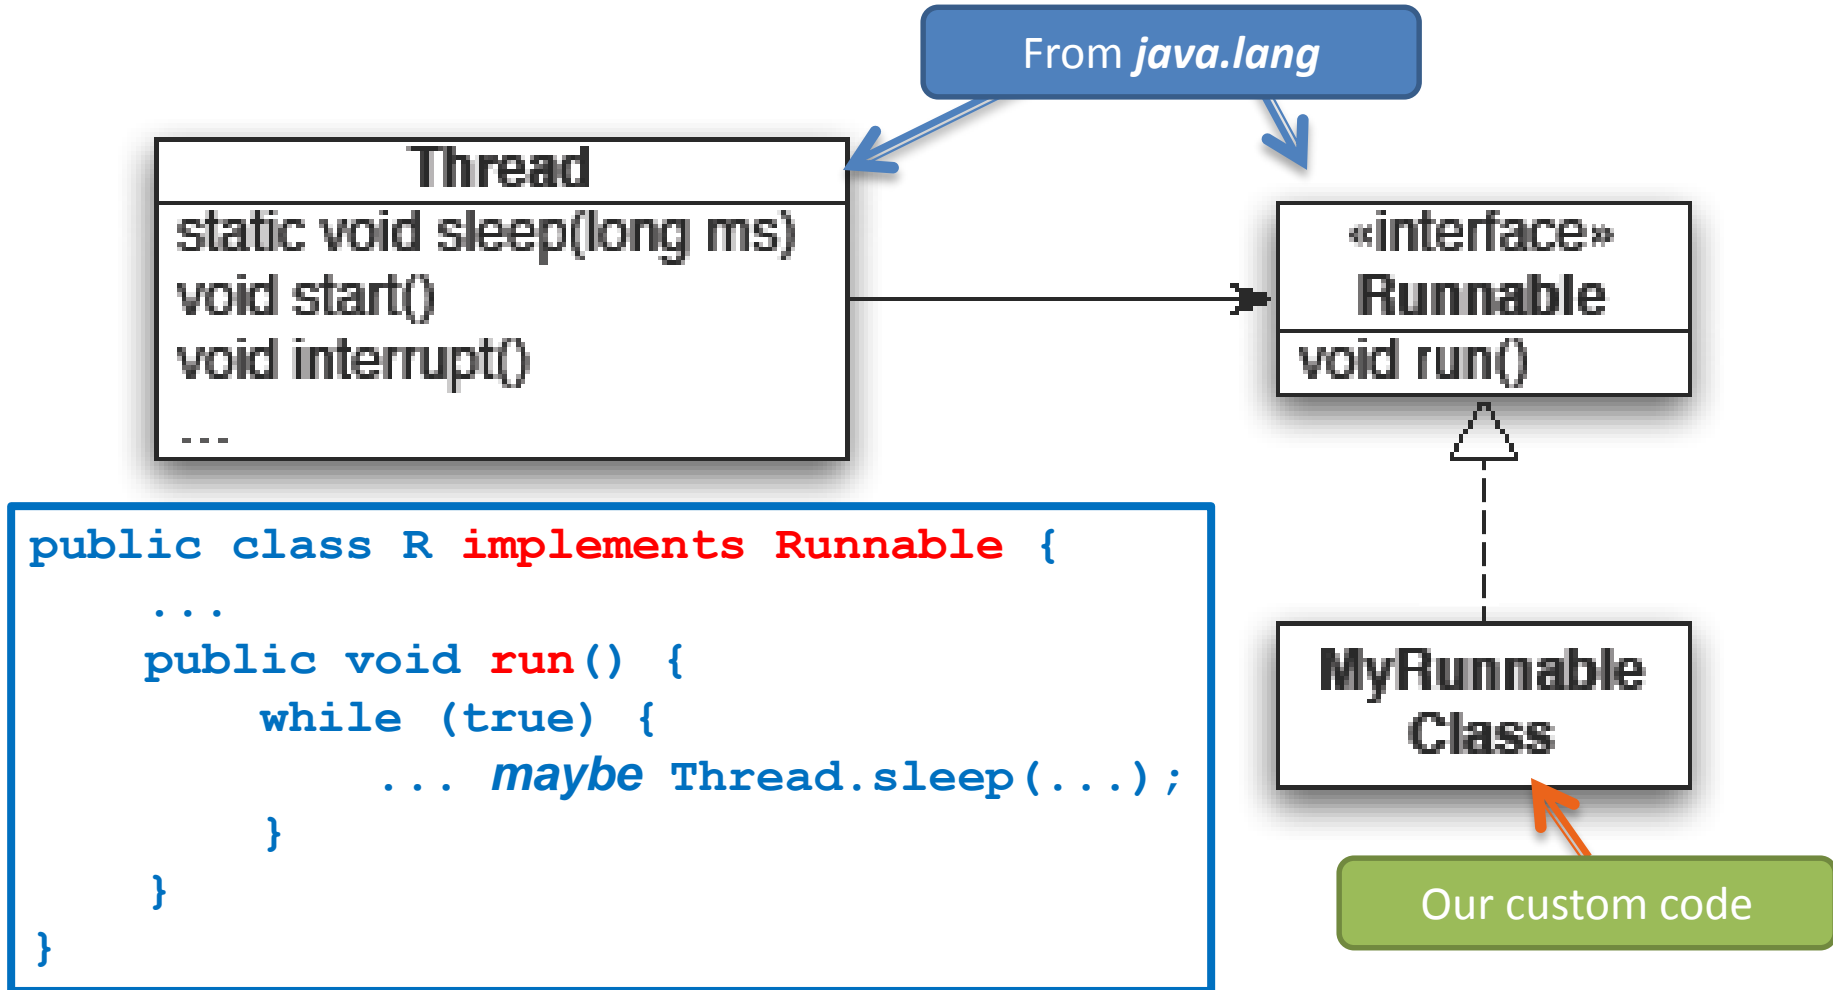 From java.lang
Thread
static void sleep(long ms)
void start()
void interrupt()
...
«interface»
Runnable
void run()
MyRunnable
Class
Our custom code
public class R implements Runnable {
    ...
    public void run() {
        while (true) {
            ... maybe Thread.sleep(...);
        }
    }
}